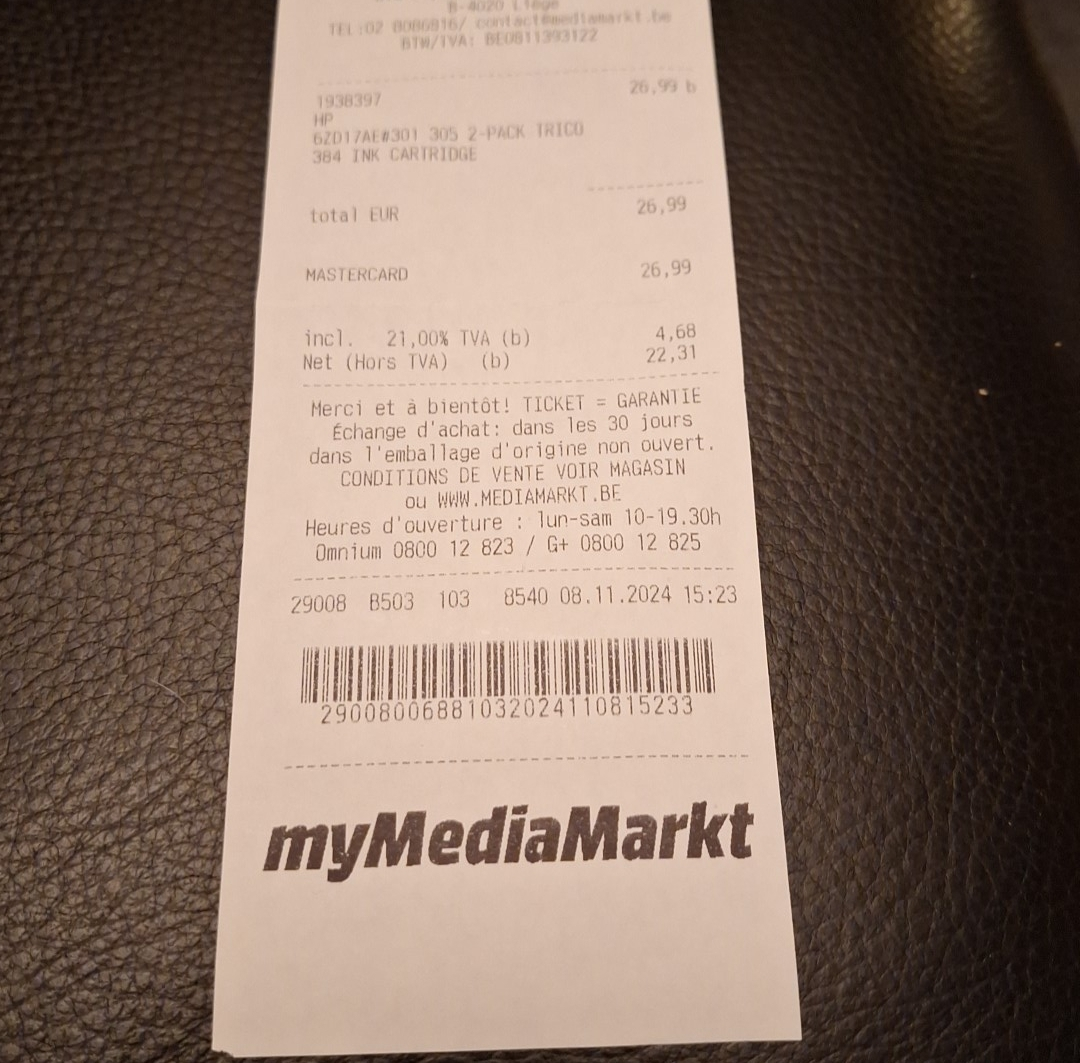 B-4020 Liège
TEL:02 8086816/ contact@mediamarkt.be
BTW/TVA: BE0811393122
1938397 26,99 b
HP
6ZD17AE#301 305 2-PACK TRICO
384 INK CARTRIDGE
total EUR 26,99
MASTERCARD 26,99
incl. 21,00% TVA (b) 4,68
Net (Hors TVA) (b) 22,31
Merci et à bientôt! TICKET = GARANTIE
Échange d'achat: dans les 30 jours
dans l'emballage d'origine non ouvert.
CONDITIONS DE VENTE VOIR MAGASIN
ou WWW.MEDIAMARKT.BE
Heures d'ouverture : lun-sam 10-19.30h
Omnium 0800 12 823 / G+ 0800 12 825
29008 B503 103 8540 08.11.2024 15:23
2900800688103202411081523​3
myMediaMarkt